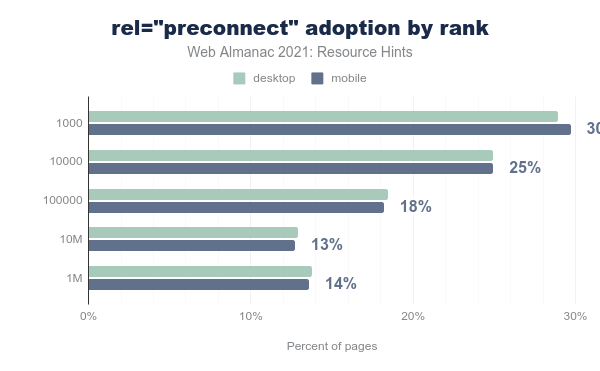 rel="preconnect" adoption by rank
Web Almanac 2021: Resource Hints
desktop mobile
1000 30
10000 25%
100000 18%
10M 13%
1M 14%
0% 10% 20% 30%
Percent of pages